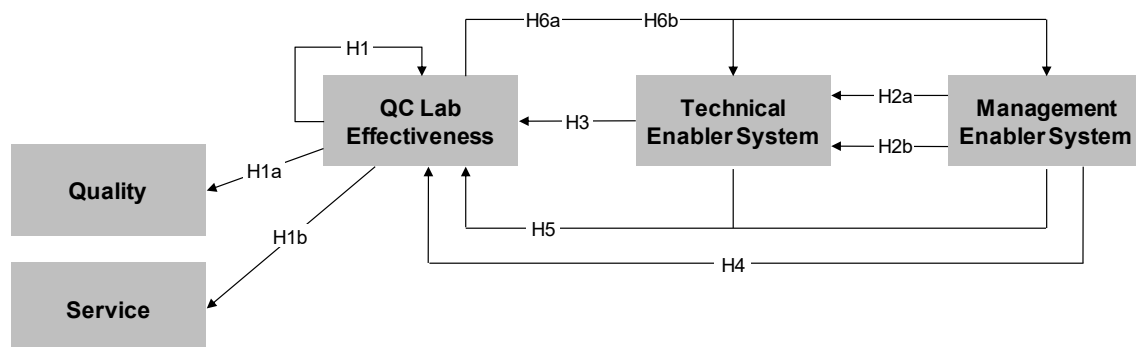 H6a
H6b
H1
QC Lab
Effectiveness
H3
Technical
Enabler System
H2a
H2b
Management
Enabler System
H1a
Quality
H1b
H5
H4
Service